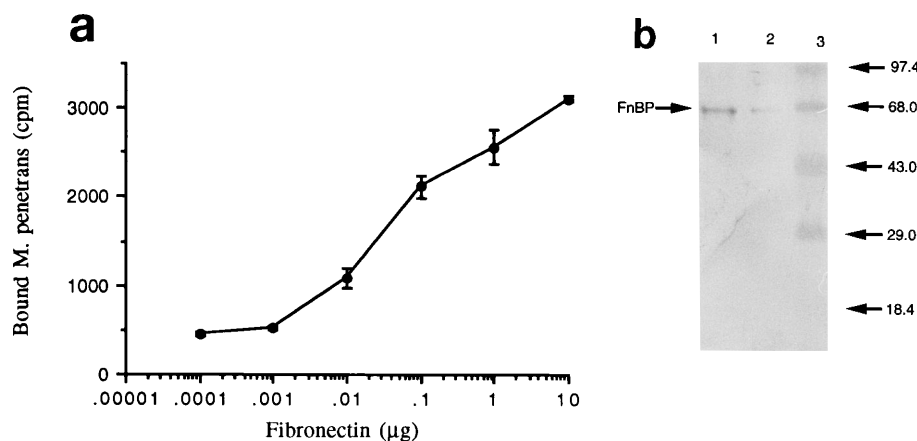 a
Bound M. penetrans (cpm)
3000
2000
1000
0
.00001 .0001 .001 .01 .1 1 10
Fibronectin (µg)
b
1 2 3
FnBP
97.4
68.0
43.0
29.0
18.4